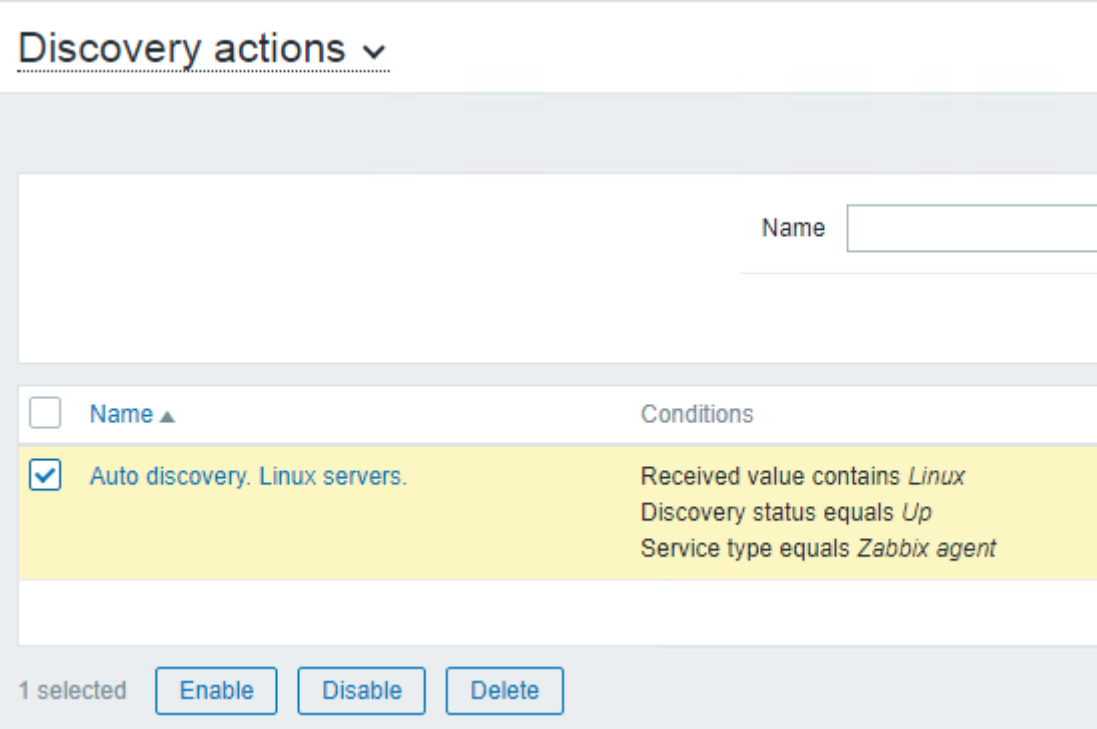 Discovery actions
Name
Name Conditions
Auto discovery. Linux servers. Received value contains Linux
Discovery status equals Up
Service type equals Zabbix agent
1 selected Enable Disable Delete